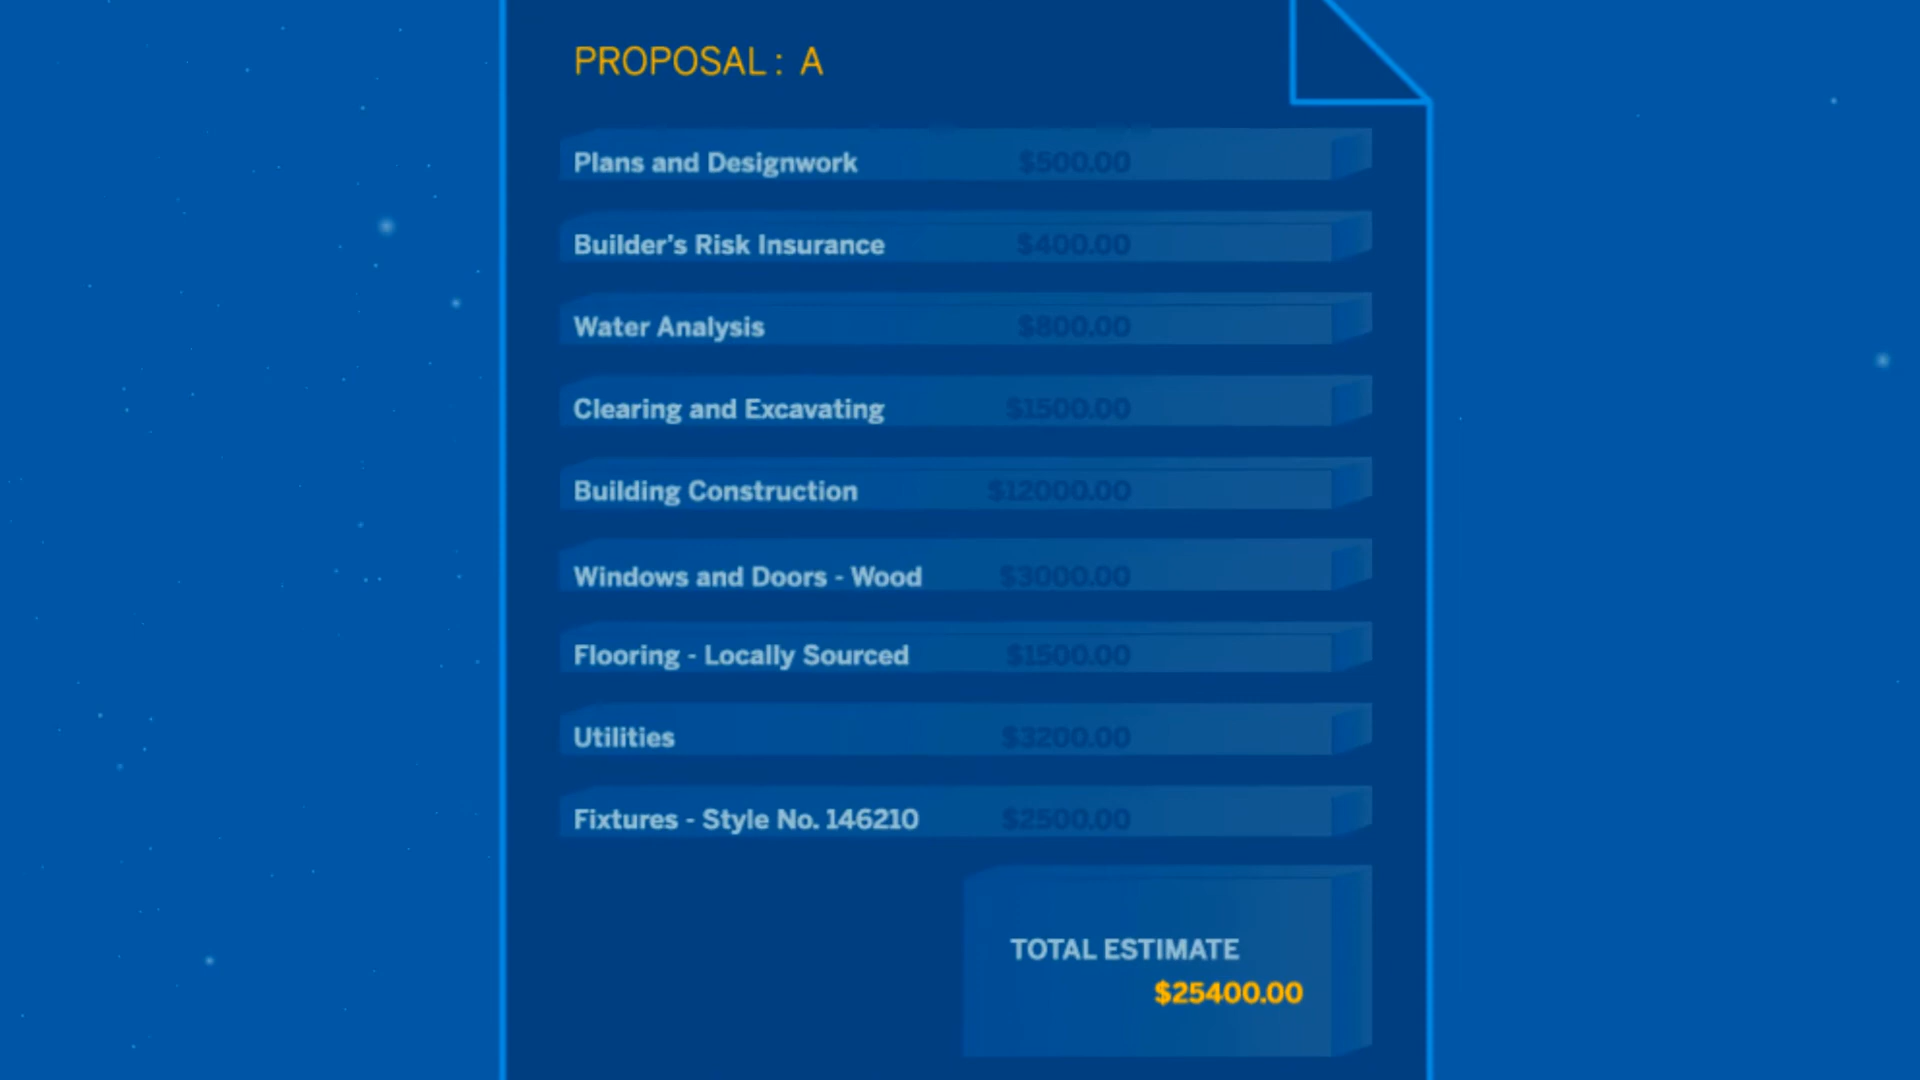 PROPOSAL: A
Plans and Designwork $500.00
Builder's Risk Insurance $400.00
Water Analysis $800.00
Clearing and Excavating $1500.00
Building Construction $12000.00
Windows and Doors - Wood $3000.00
Flooring - Locally Sourced $1500.00
Utilities $3200.00
Fixtures - Style No. 146210 $2500.00
TOTAL ESTIMATE
$25400.00